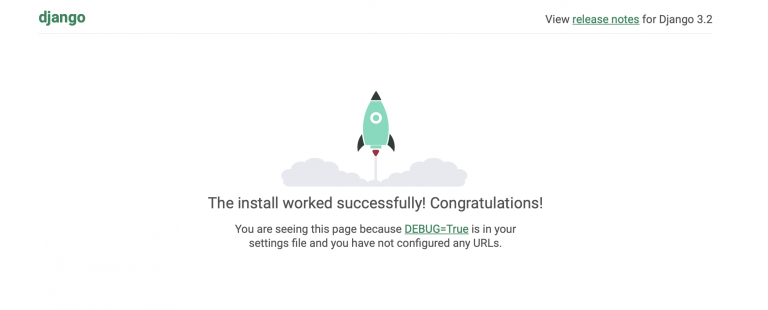 django
View release notes for Django 3.2
The install worked successfully! Congratulations!
You are seeing this page because DEBUG=True is in your
settings file and you have not configured any URLs.